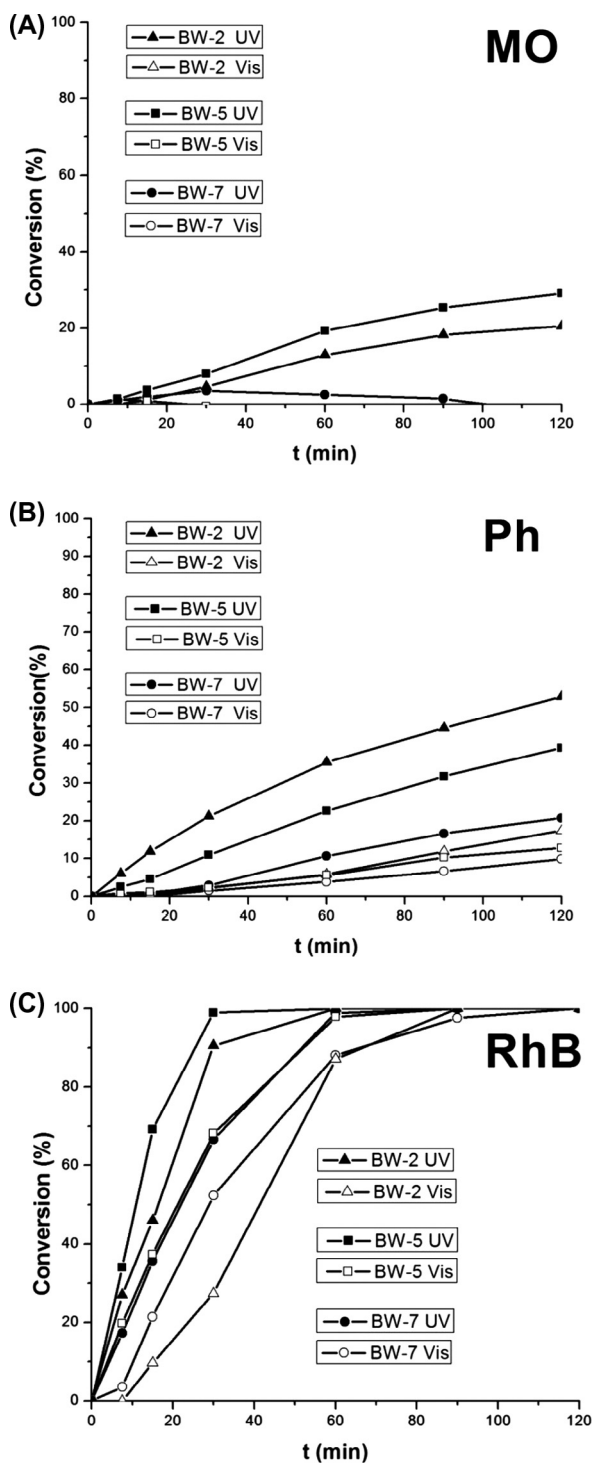 (A)
MO
BW-2 UV
BW-2 Vis
BW-5 UV
BW-5 Vis
BW-7 UV
BW-7 Vis
Conversion (%)
100
80
60
40
20
0
0 20 40 60 80 100 120
t (min)
(B)
Ph
BW-2 UV
BW-2 Vis
BW-5 UV
BW-5 Vis
BW-7 UV
BW-7 Vis
Conversion(%)
100
90
80
70
60
50
40
30
20
10
0
0 20 40 60 80 100 120
t (min)
(C)
RhB
BW-2 UV
BW-2 Vis
BW-5 UV
BW-5 Vis
BW-7 UV
BW-7 Vis
Conversion (%)
100
80
60
40
20
0
0 20 40 60 80 100 120
t (min)